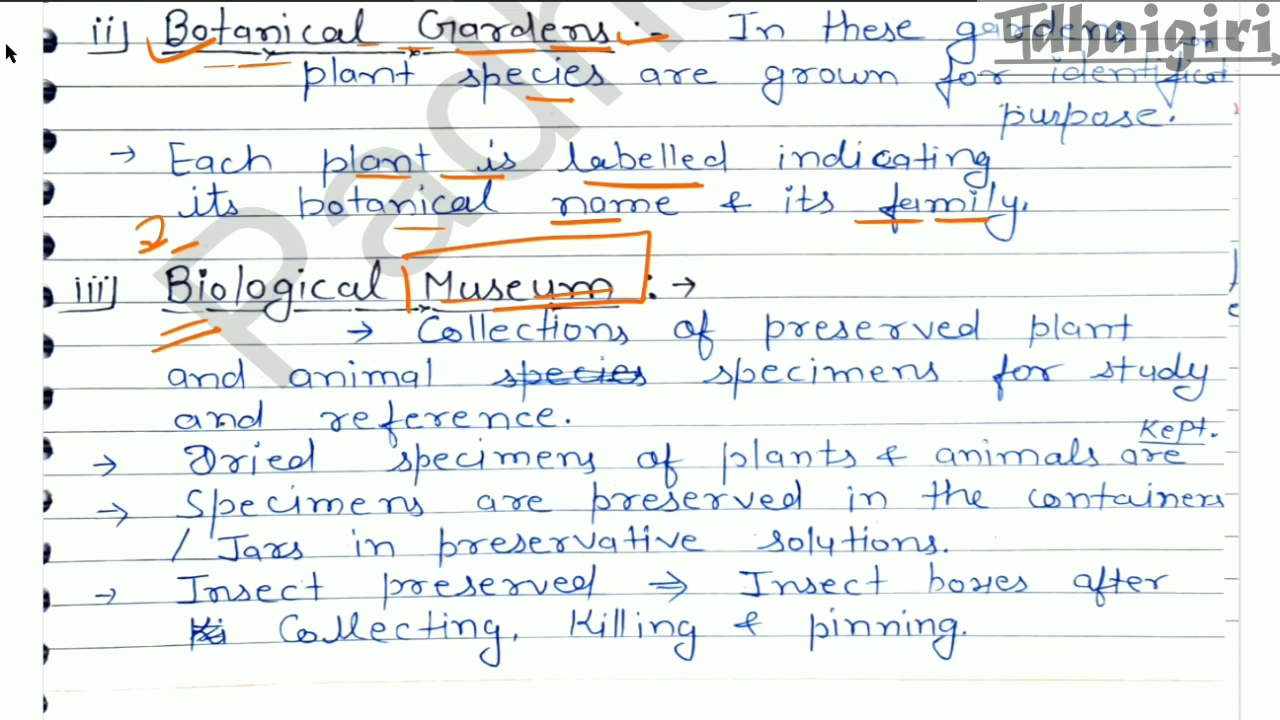 ii) Botanical Gardens :- In these gardens
plant species are grown for identification
purpose.
→ Each plant is labelled indicating
its botanical name & its family.
iii) Biological Museum :→
→ Collections of preserved plant
and animal species specimens for study
and reference.
→ Dried specimens of plants & animals are Kept.
→ Specimens are preserved in the containers
/ Jars in preservative solutions.
→ Insect preserved ⇒ Insect boxes after
Ki Collecting, Killing & pinning.